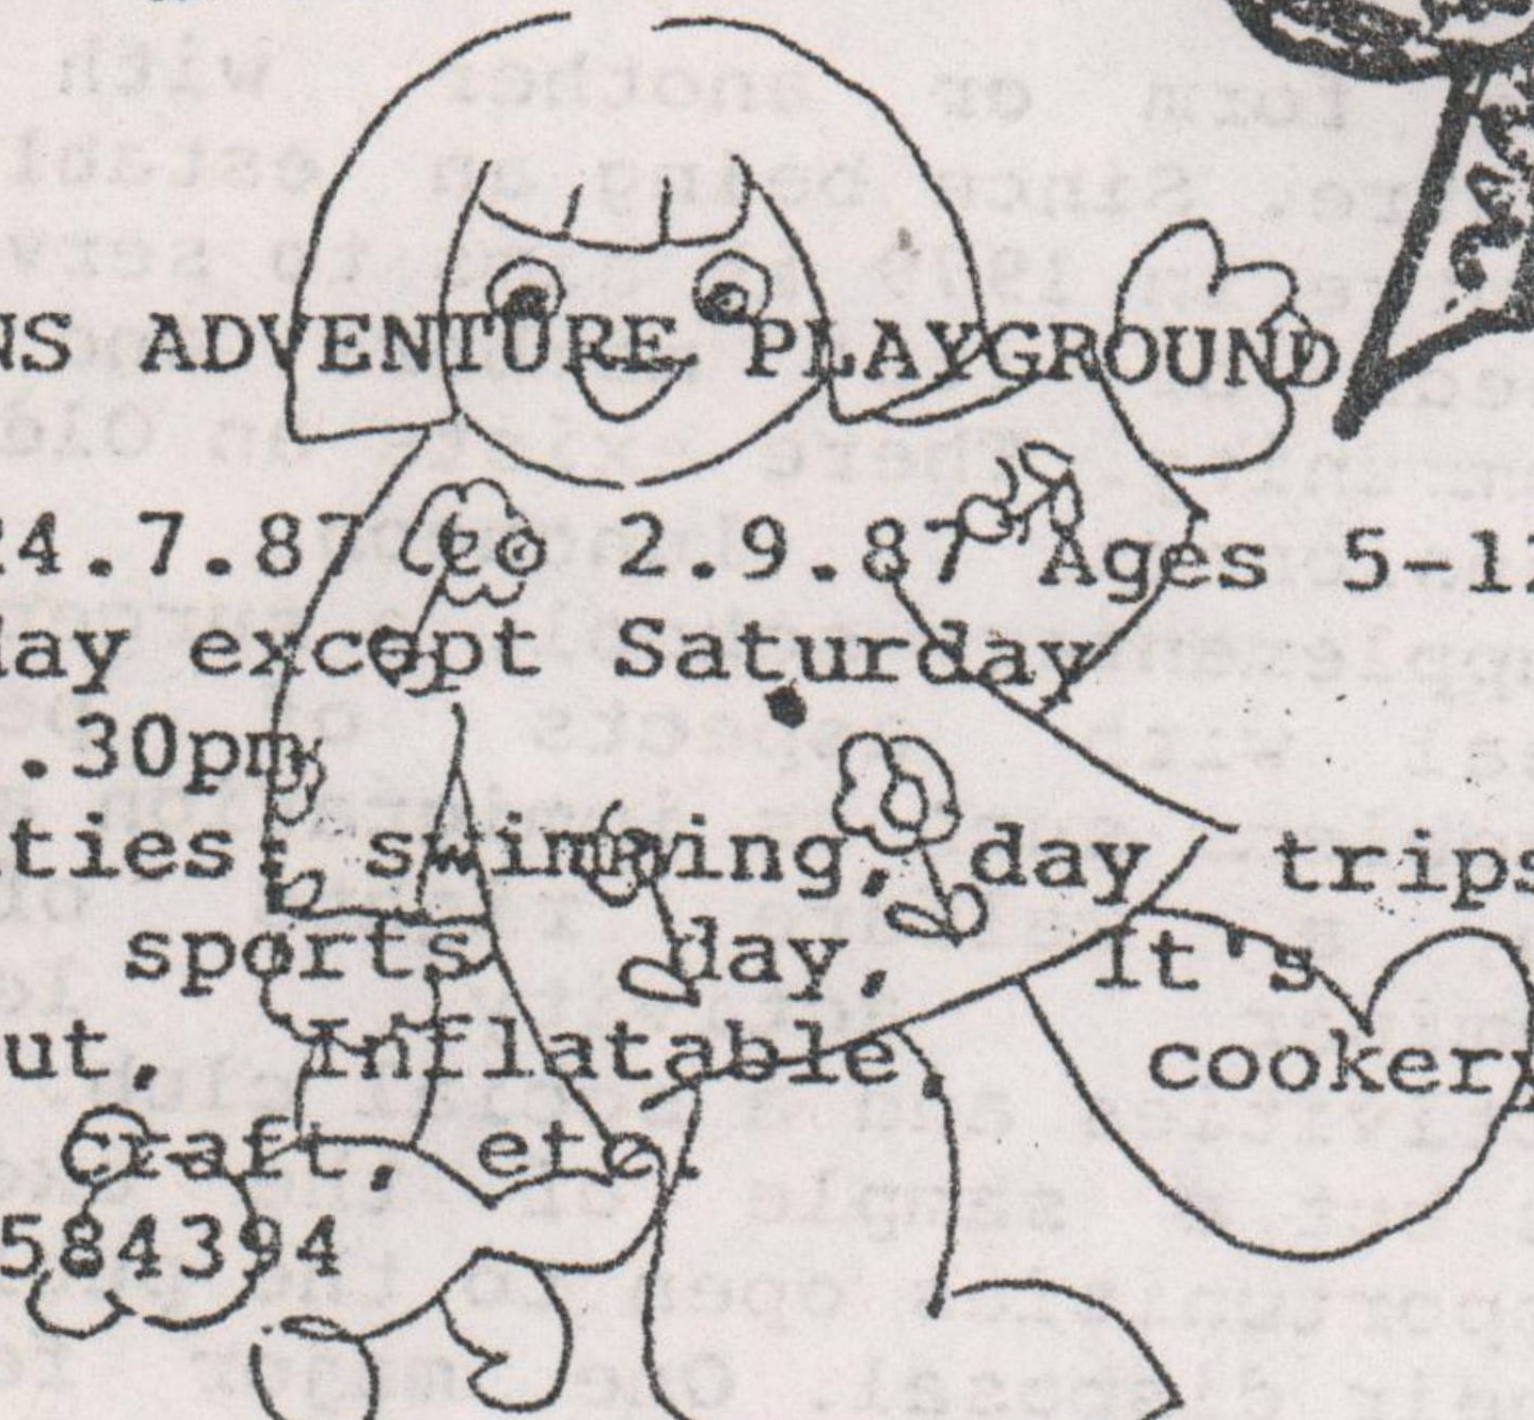 NS ADVENTURE PLAYGROUND
24.7.87 to 2.9.87 Ages 5-12
day except Saturday
.30pm
ties: swimming, day trips
sports day, It's
ut, Inflatable, cookery
craft, etc.
584394